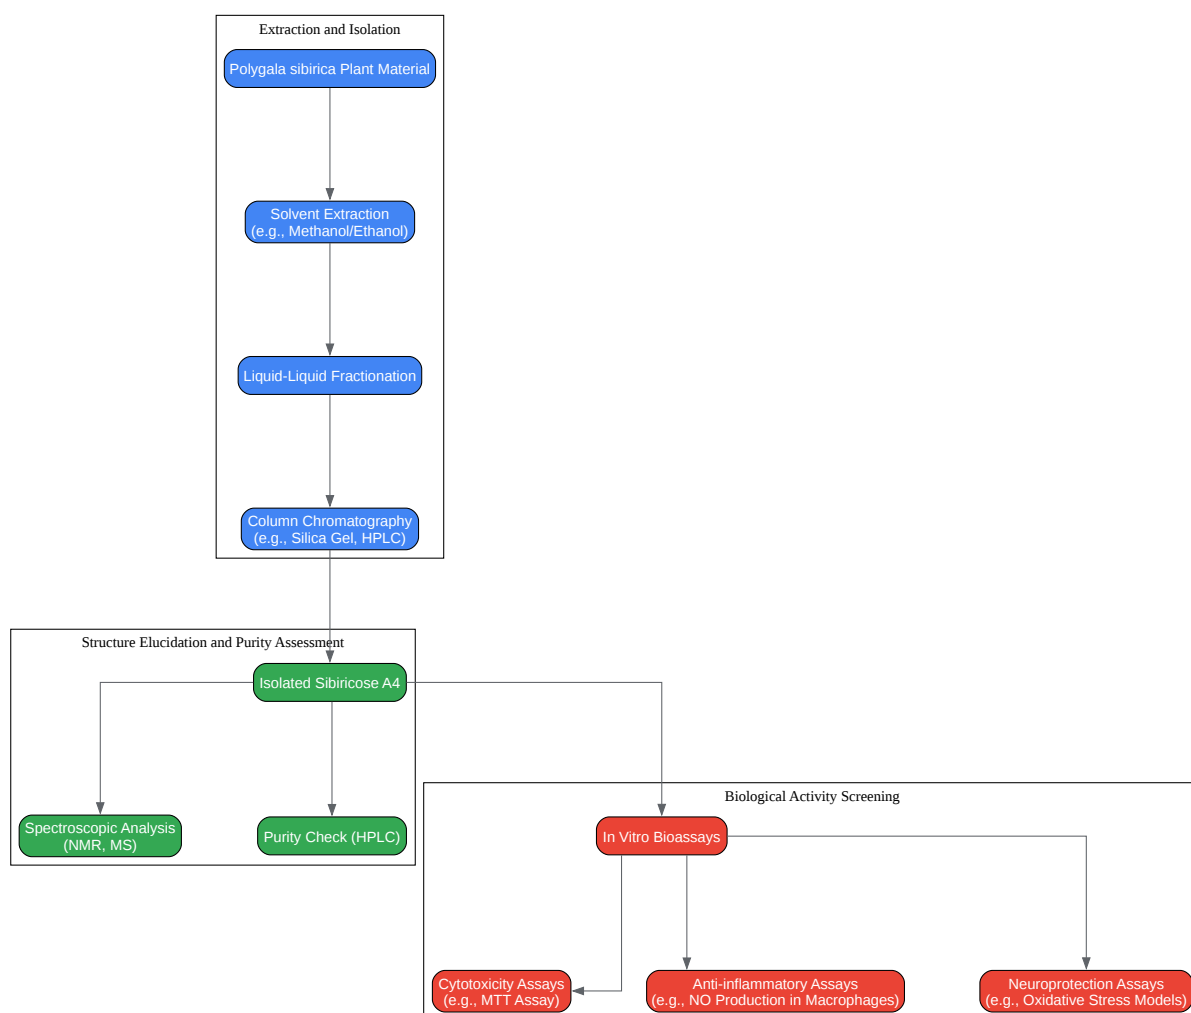 Extraction and Isolation
Polygala sibirica Plant Material
Solvent Extraction
(e.g., Methanol/Ethanol)
Liquid-Liquid Fractionation
Column Chromatography
(e.g., Silica Gel, HPLC)
Structure Elucidation and Purity Assessment
Isolated Sibiricose A4
Spectroscopic Analysis
(NMR, MS)
Purity Check (HPLC)
Biological Activity Screening
In Vitro Bioassays
Cytotoxicity Assays
(e.g., MTT Assay)
Anti-inflammatory Assays
(e.g., NO Production in Macrophages)
Neuroprotection Assays
(e.g., Oxidative Stress Models)